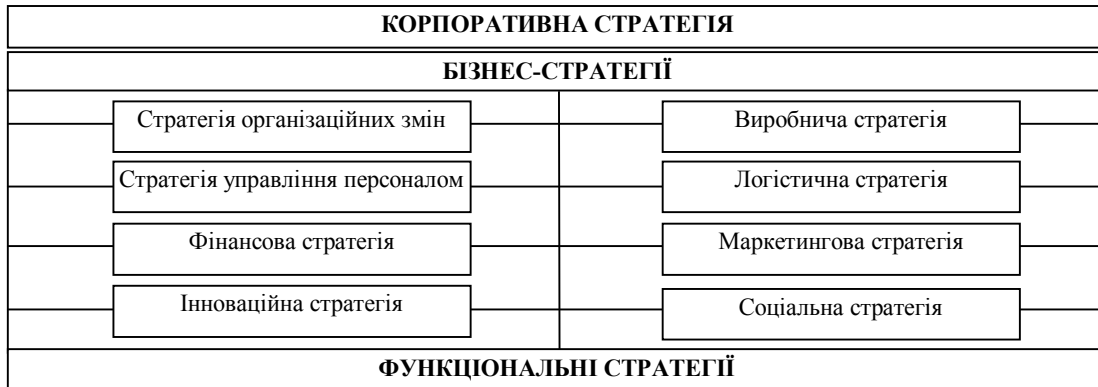 КОРПОРАТИВНА СТРАТЕГІЯ
БІЗНЕС-СТРАТЕГІЇ
Стратегія організаційних змін
Виробнича стратегія
Стратегія управління персоналом
Логістична стратегія
Фінансова стратегія
Маркетингова стратегія
Інноваційна стратегія
Соціальна стратегія
ФУНКЦІОНАЛЬНІ СТРАТЕГІЇ